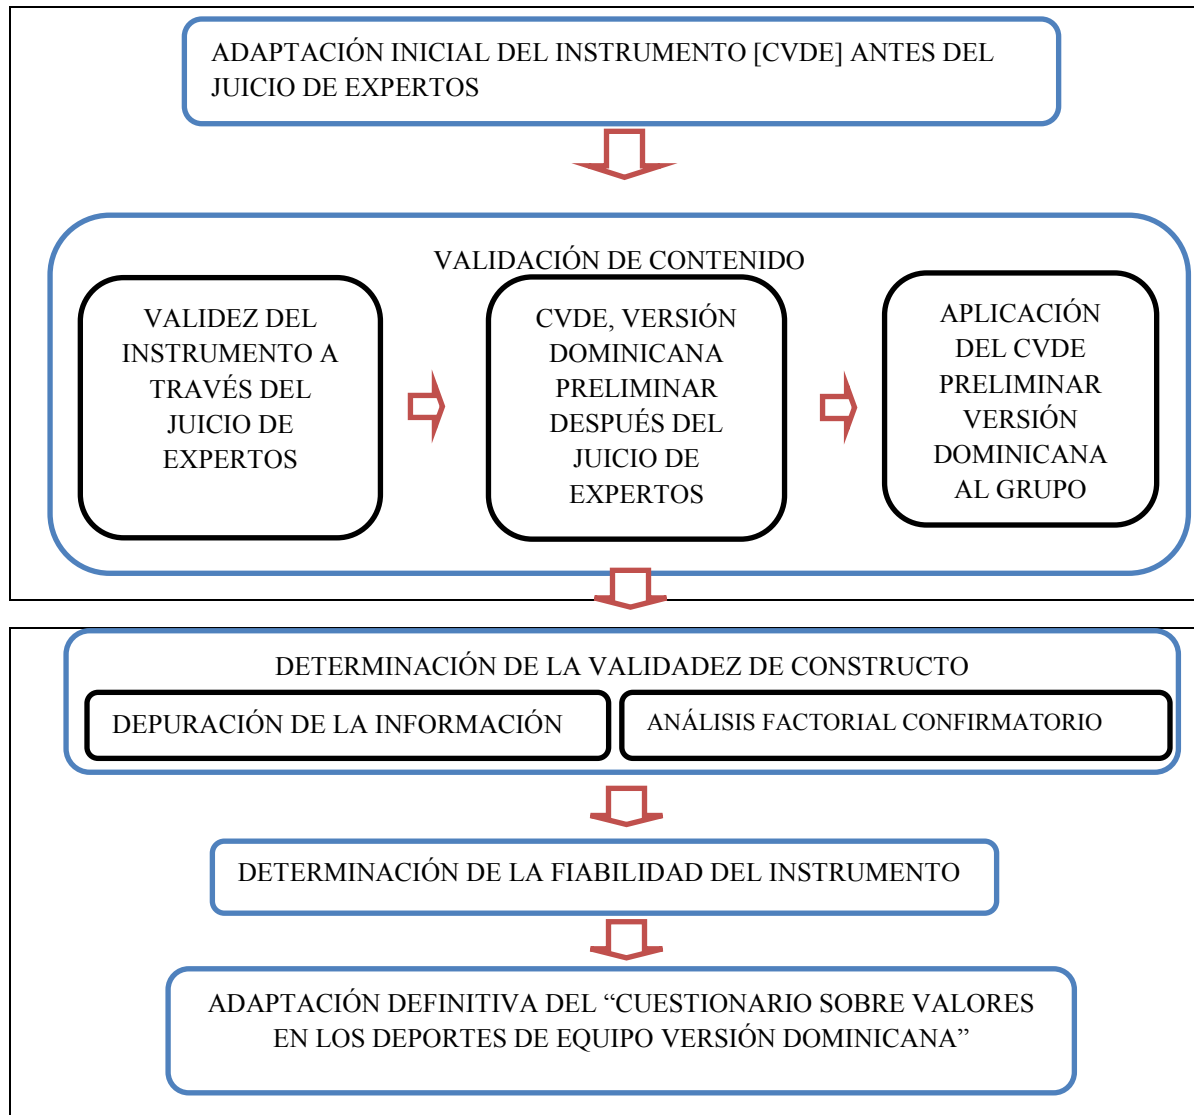 ADAPTACIÓN INICIAL DEL INSTRUMENTO [CVDE] ANTES DEL
JUICIO DE EXPERTOS
VALIDACIÓN DE CONTENIDO
VALIDEZ DEL
INSTRUMENTO A
TRAVÉS DEL
JUICIO DE
EXPERTOS
CVDE, VERSIÓN
DOMINICANA
PRELIMINAR
DESPUÉS DEL
JUICIO DE
EXPERTOS
APLICACIÓN
DEL CVDE
PRELIMINAR
VERSIÓN
DOMINICANA
AL GRUPO
DETERMINACIÓN DE LA VALIDADEZ DE CONSTRUCTO
DEPURACIÓN DE LA INFORMACIÓN
ANÁLISIS FACTORIAL CONFIRMATORIO
DETERMINACIÓN DE LA FIABILIDAD DEL INSTRUMENTO
ADAPTACIÓN DEFINITIVA DEL “CUESTIONARIO SOBRE VALORES
EN LOS DEPORTES DE EQUIPO VERSIÓN DOMINICANA”